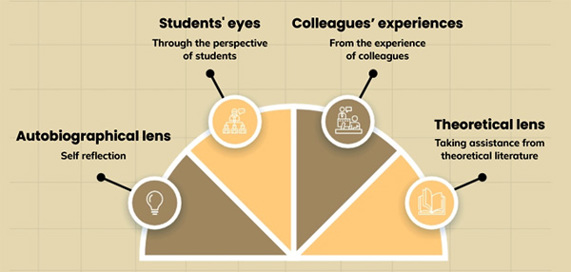 Students' eyes
Through the perspective
of students
Colleagues’ experiences
From the experience
of colleagues
Autobiographical lens
Self reflection
Theoretical lens
Taking assistance from
theoretical literature